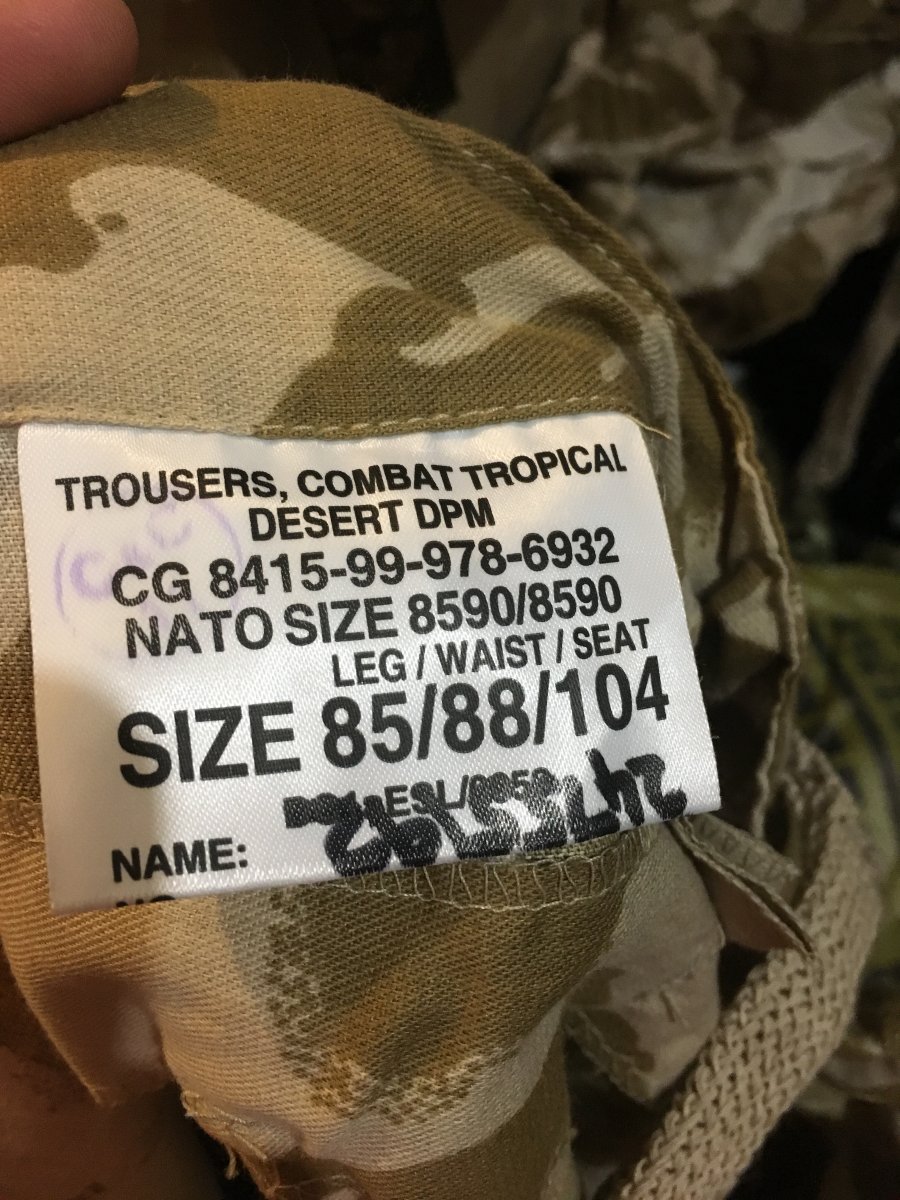 TROUSERS, COMBAT TROPICAL
DESERT DPM
CG 8415-99-978-6932
NATO SIZE 8590/8590
LEG / WAIST / SEAT
SIZE 85/88/104
NAME: